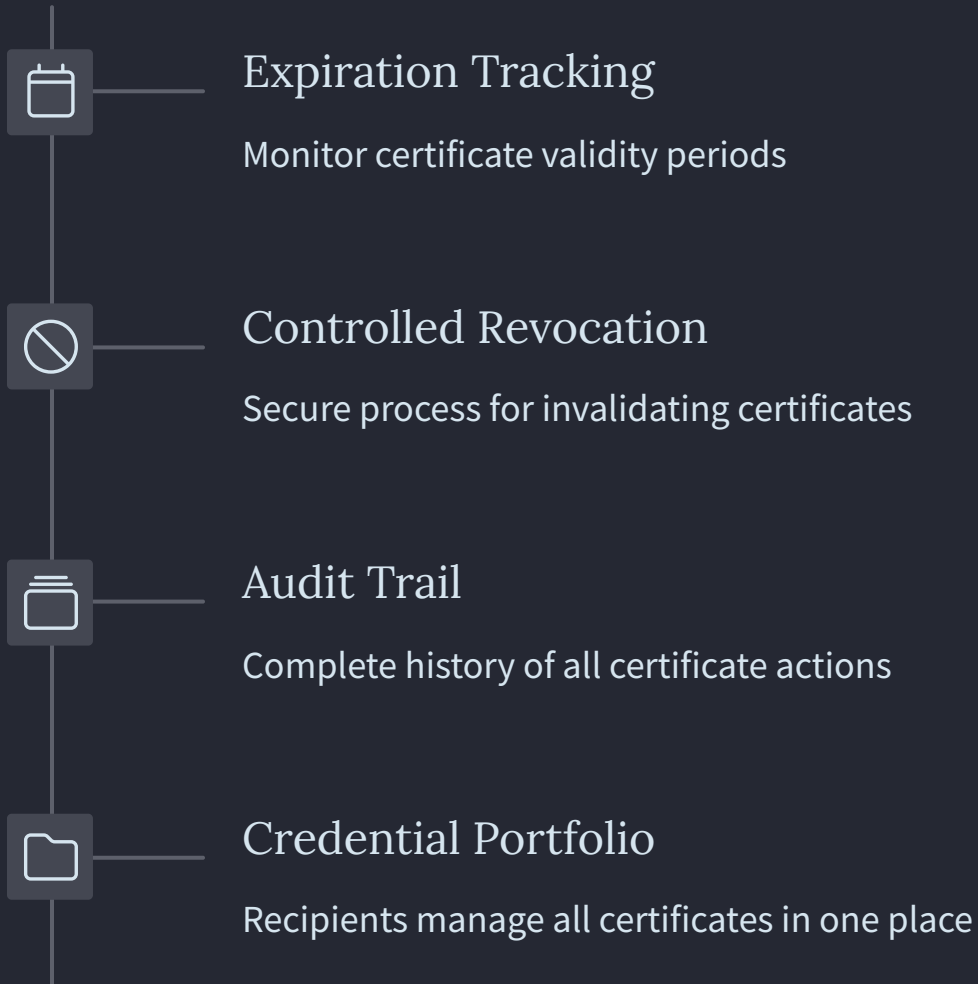 Expiration Tracking
Monitor certificate validity periods
Controlled Revocation
Secure process for invalidating certificates
Audit Trail
Complete history of all certificate actions
Credential Portfolio
Recipients manage all certificates in one place